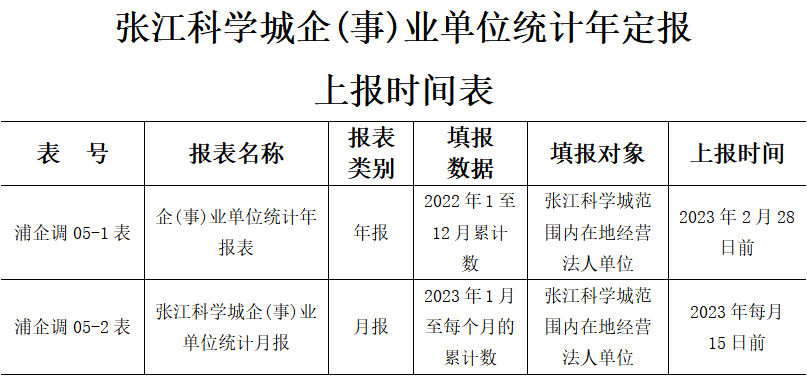 张江科学城企(事)业单位统计年定报
上报时间表
表 号
报表名称
报表
类别
填报
数据
填报对象
上报时间
浦企调 05-1 表
企(事)业单位统计年
报表
年报
2022 年 1 至
12 月累计
数
张江科学城范
围内在地经营
法人单位
2023 年 2 月 28
日前
浦企调 05-2 表
张江科学城企(事)业
单位统计月报
月报
2023 年 1 月
至每个月的
累计数
张江科学城范
围内在地经营
法人单位
2023 年每月
15 日前